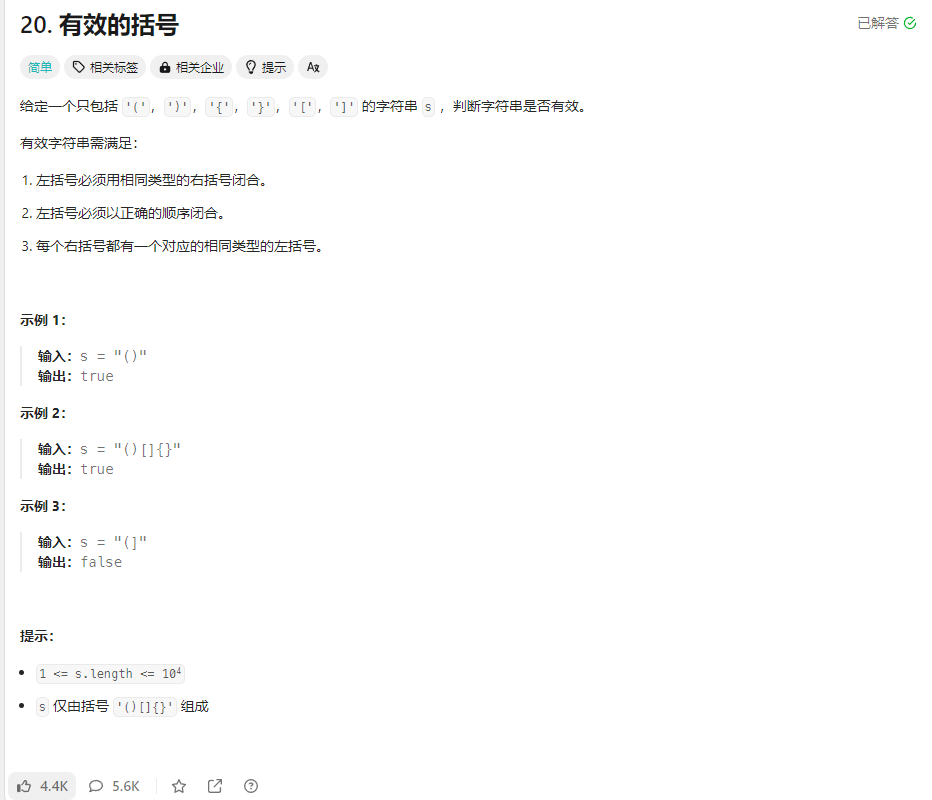 20. 有效的括号
已解答
简单 相关标签 相关企业 提示 Aあ
给定一个只包括 '(', ')', '{', '}', '[', ']' 的字符串 s ，判断字符串是否有效。
有效字符串需满足：
1. 左括号必须用相同类型的右括号闭合。
2. 左括号必须以正确的顺序闭合。
3. 每个右括号都有一个对应的相同类型的左括号。
示例 1：
输入：s = "()"
输出：true
示例 2：
输入：s = "()[]{}"
输出：true
示例 3：
输入：s = "(]"
输出：false
提示：
• 1 <= s.length <= 10⁴
• s 仅由括号 '()[]{}' 组成
4.4K 5.6K